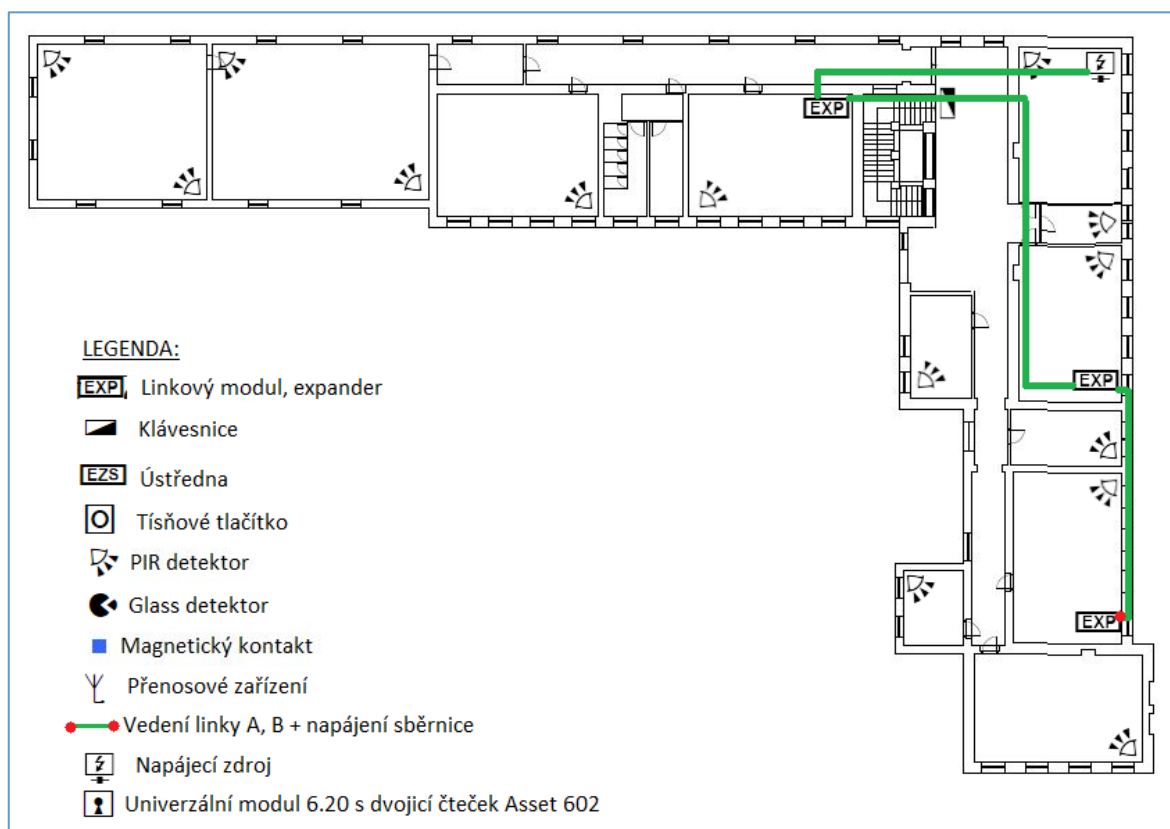 EXP
EXP
EXP
LEGENDA:
EXP Linkový modul, expander
Klávesnice
EZS Ústředna
Tísňové tlačítko
PIR detektor
Glass detektor
Magnetický kontakt
Přenosové zařízení
Vedení linky A, B + napájení sběrnice
Napájecí zdroj
Univerzální modul 6.20 s dvojicí čteček Asset 602